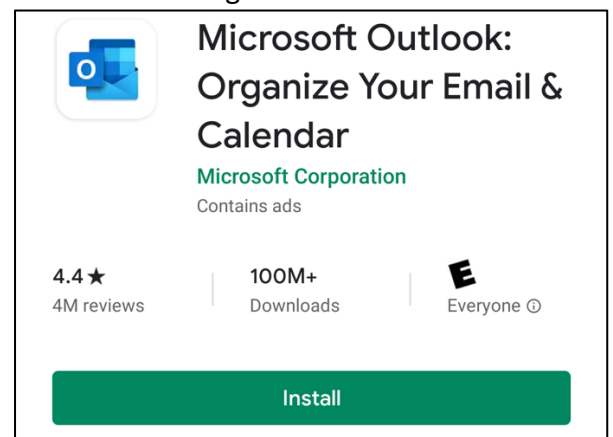 Microsoft Outlook:
Organize Your Email &
Calendar
Microsoft Corporation
Contains ads
4.4★ 100M+ E
4M reviews Downloads Everyone ⓘ
Install
O